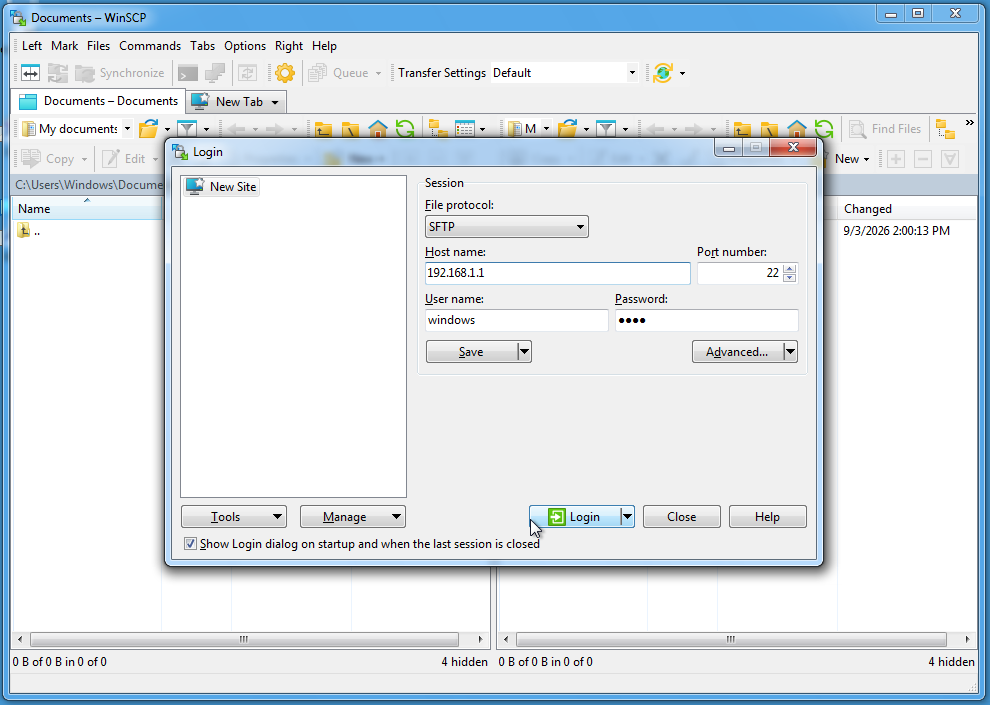 Documents – WinSCP
Left Mark Files Commands Tabs Options Right Help
Synchronize Queue Transfer Settings Default
Documents – Documents New Tab
My documents M Find Files
Copy Edit New
C:\Users\Windows\Docume
Name Changed
.. 9/3/2026 2:00:13 PM
Login
New Site
Session
File protocol:
SFTP
Host name: Port number:
192.168.1.1 22
User name: Password:
windows ●●●●
Save Advanced...
Tools Manage Login Close Help
Show Login dialog on startup and when the last session is closed
0 B of 0 B in 0 of 0 4 hidden 0 B of 0 B in 0 of 0 4 hidden